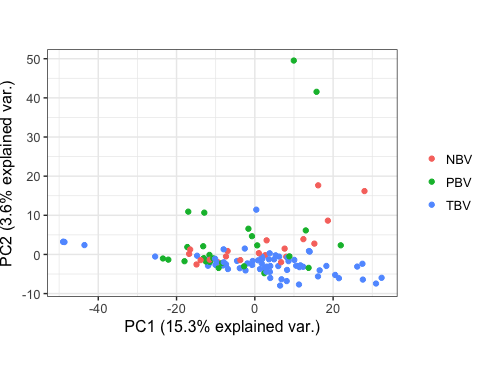 50
40
30
20
10
0
-10
-40
-20
0
20
PC1 (15.3% explained var.)
PC2 (3.6% explained var.)
NBV
PBV
TBV